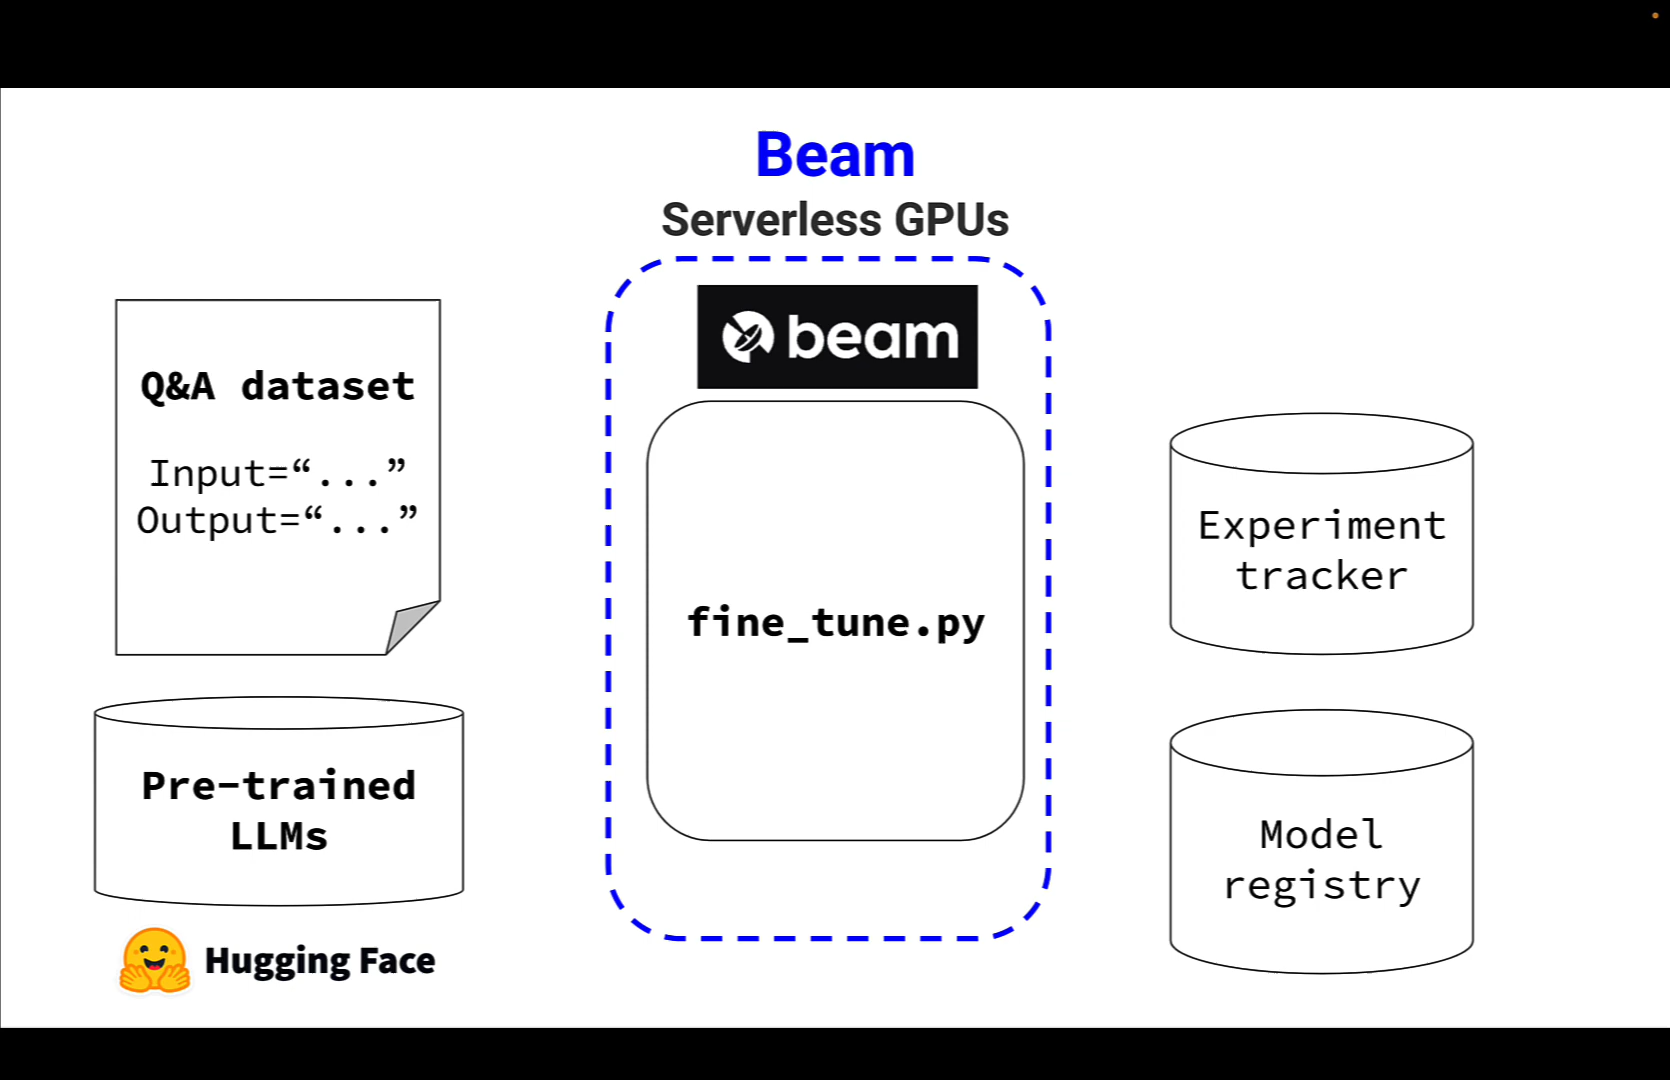 Beam
Serverless GPUs
beam
Q&A dataset
Input=“...”
Output=“...”
fine_tune.py
Experiment
tracker
Pre-trained
LLMs
Model
registry
Hugging Face